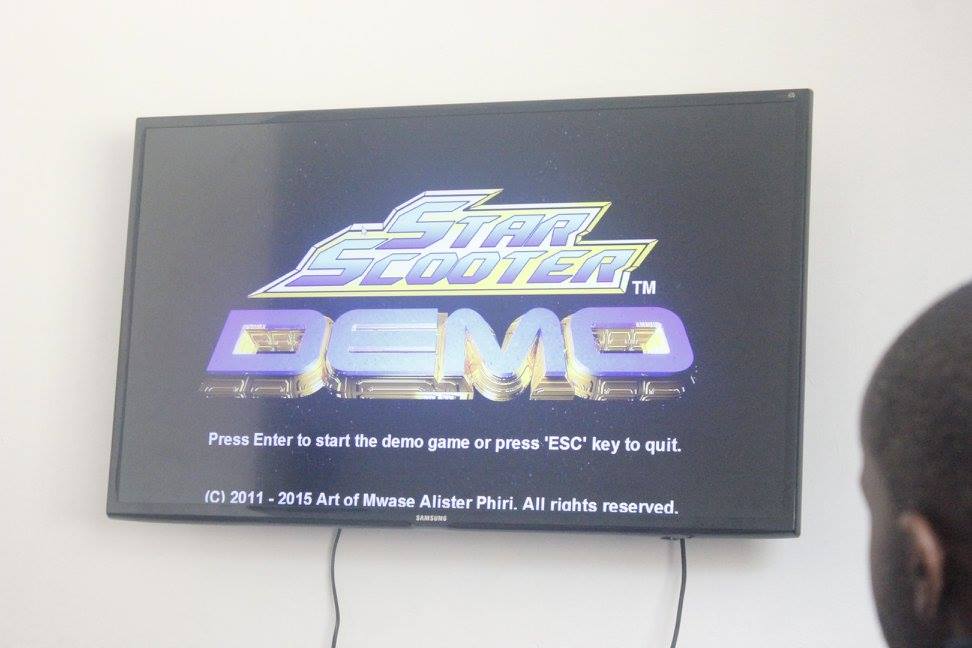 STAR
SCOOTER
TM
DEMO
Press Enter to start the demo game or press 'ESC' key to quit.
(C) 2011 - 2015 Art of Mwase Alister Phiri. All rights reserved.
SAMSUNG